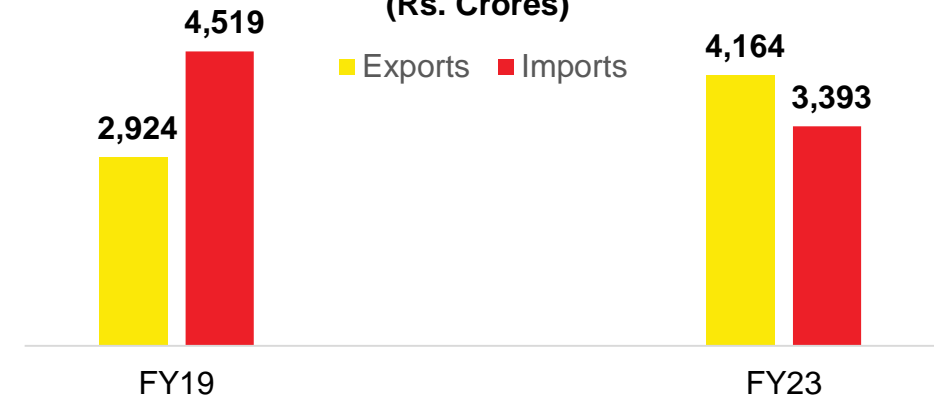 (Rs. Crores)
4,519
Exports Imports
4,164
3,393
2,924
FY19 FY23